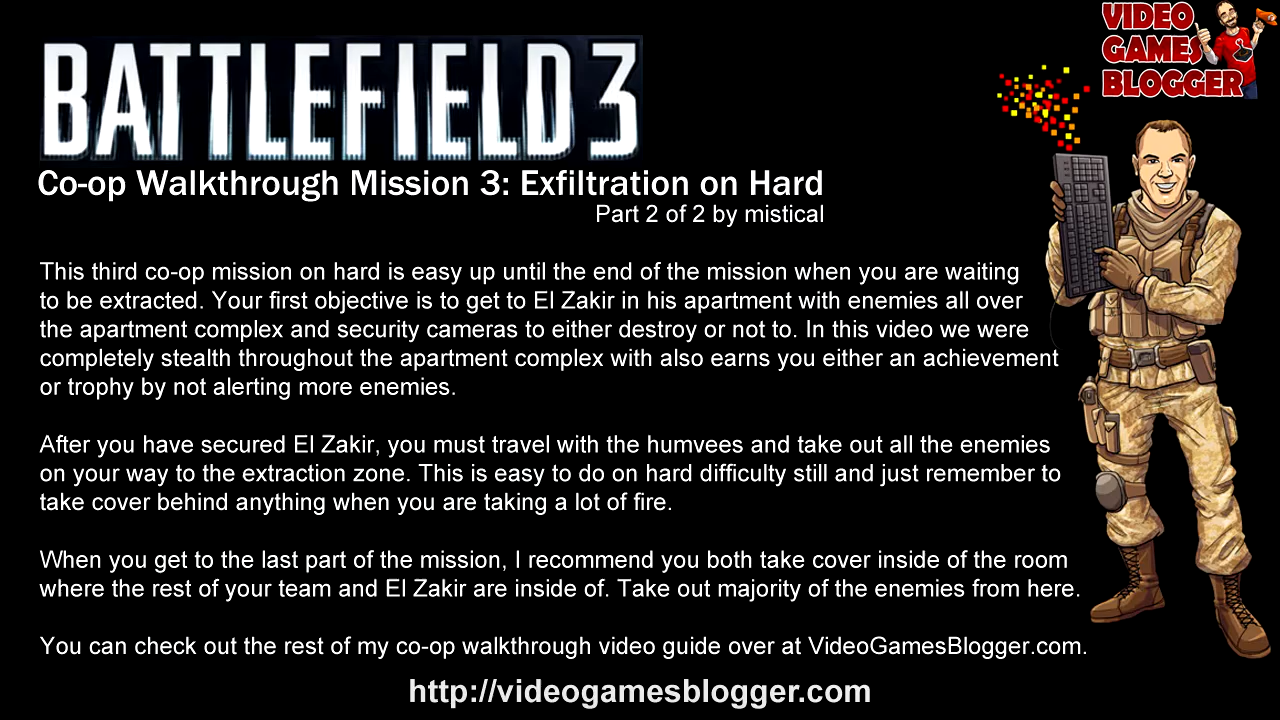 VIDEO
GAMES
BLOGGER
BATTLEFIELD 3
Co-op Walkthrough Mission 3: Exfiltration on Hard
Part 2 of 2 by mistical
This third co-op mission on hard is easy up until the end of the mission when you are waiting
to be extracted. Your first objective is to get to El Zakir in his apartment with enemies all over
the apartment complex and security cameras to either destroy or not to. In this video we were
completely stealth throughout the apartment complex with also earns you either an achievement
or trophy by not alerting more enemies.
After you have secured El Zakir, you must travel with the humvees and take out all the enemies
on your way to the extraction zone. This is easy to do on hard difficulty still and just remember to
take cover behind anything when you are taking a lot of fire.
When you get to the last part of the mission, I recommend you both take cover inside of the room
where the rest of your team and El Zakir are inside of. Take out majority of the enemies from here.
You can check out the rest of my co-op walkthrough video guide over at VideoGamesBlogger.com.
http://videogamesblogger.com